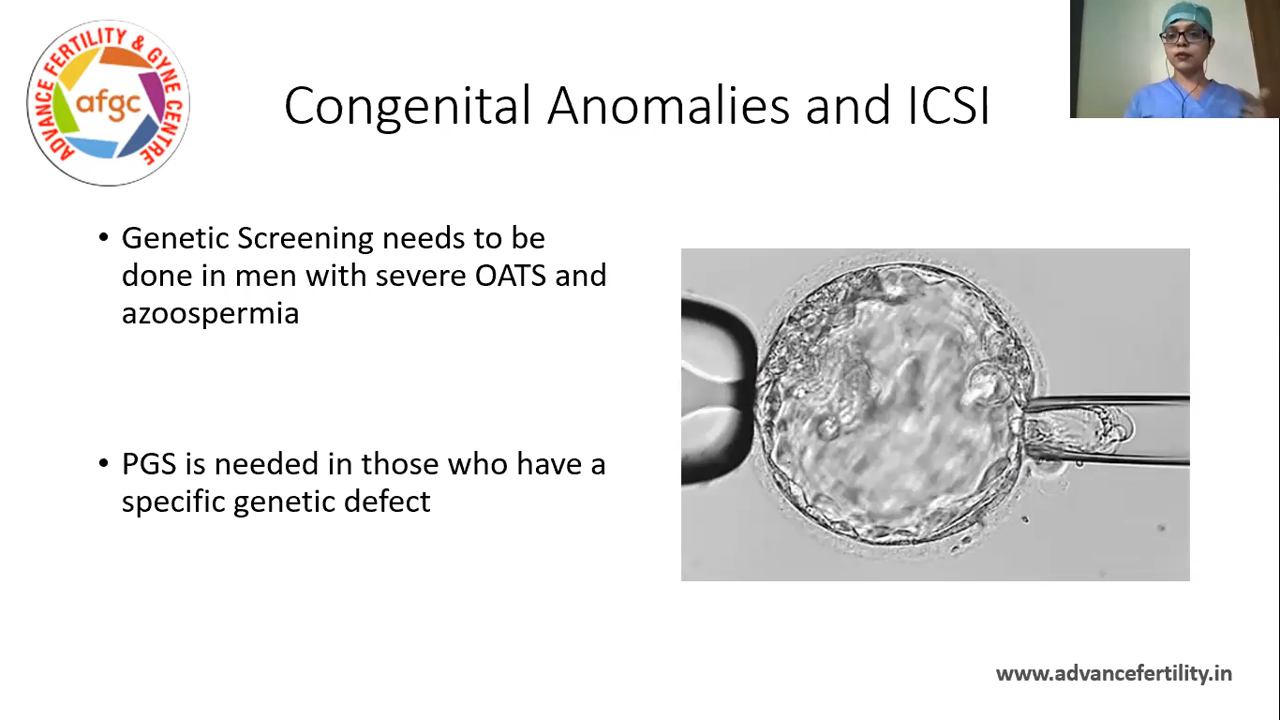 ADVANCE FERTILITY & GYNE CENTRE
afgc
Congenital Anomalies and ICSI
• Genetic Screening needs to be
done in men with severe OATS and
azoospermia
• PGS is needed in those who have a
specific genetic defect
www.advancefertility.in